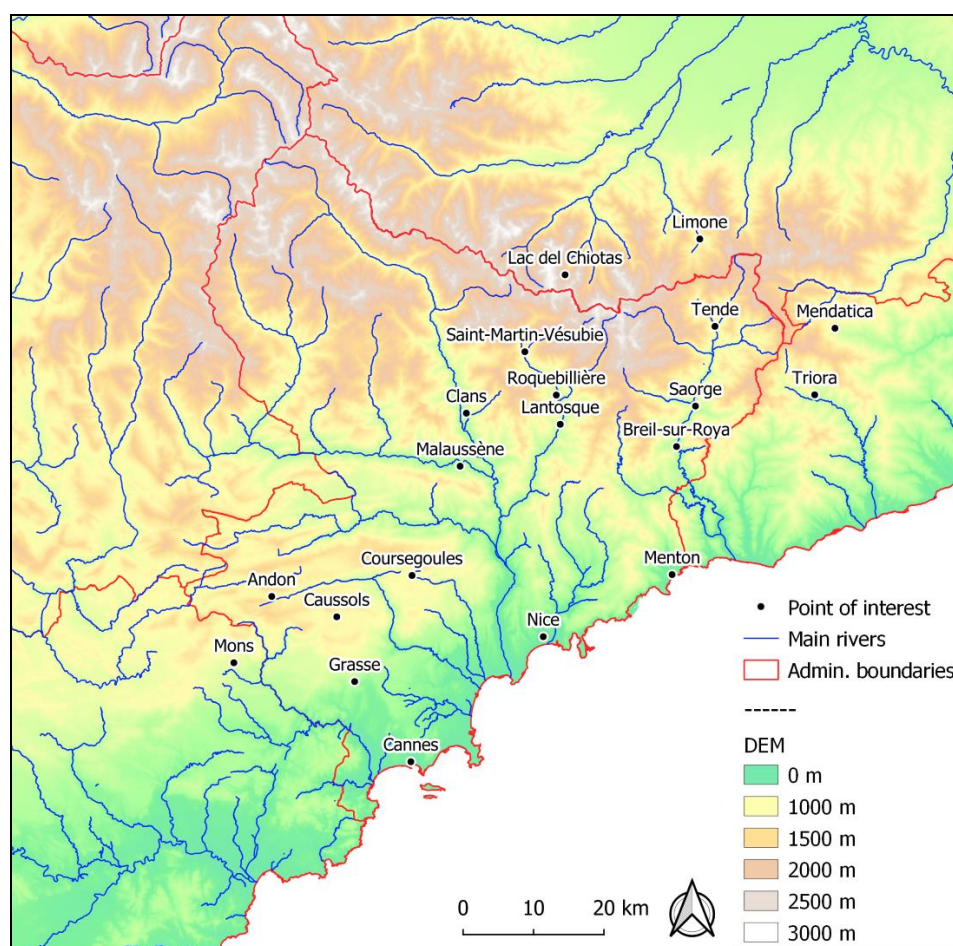 Limone
Lac del Chiotas
Tende
Mendatica
Saint-Martin-Vésubie
Roquebillière
Triora
Clans
Lantosque
Saorge
Breil-sur-Roya
Malaussène
Coursegoules
Menton
Andon
Caussols
Nice
Mons
Grasse
Cannes
Point of interest
Main rivers
Admin. boundaries
------
DEM
0 m
1000 m
1500 m
2000 m
2500 m
3000 m
0 10 20 km